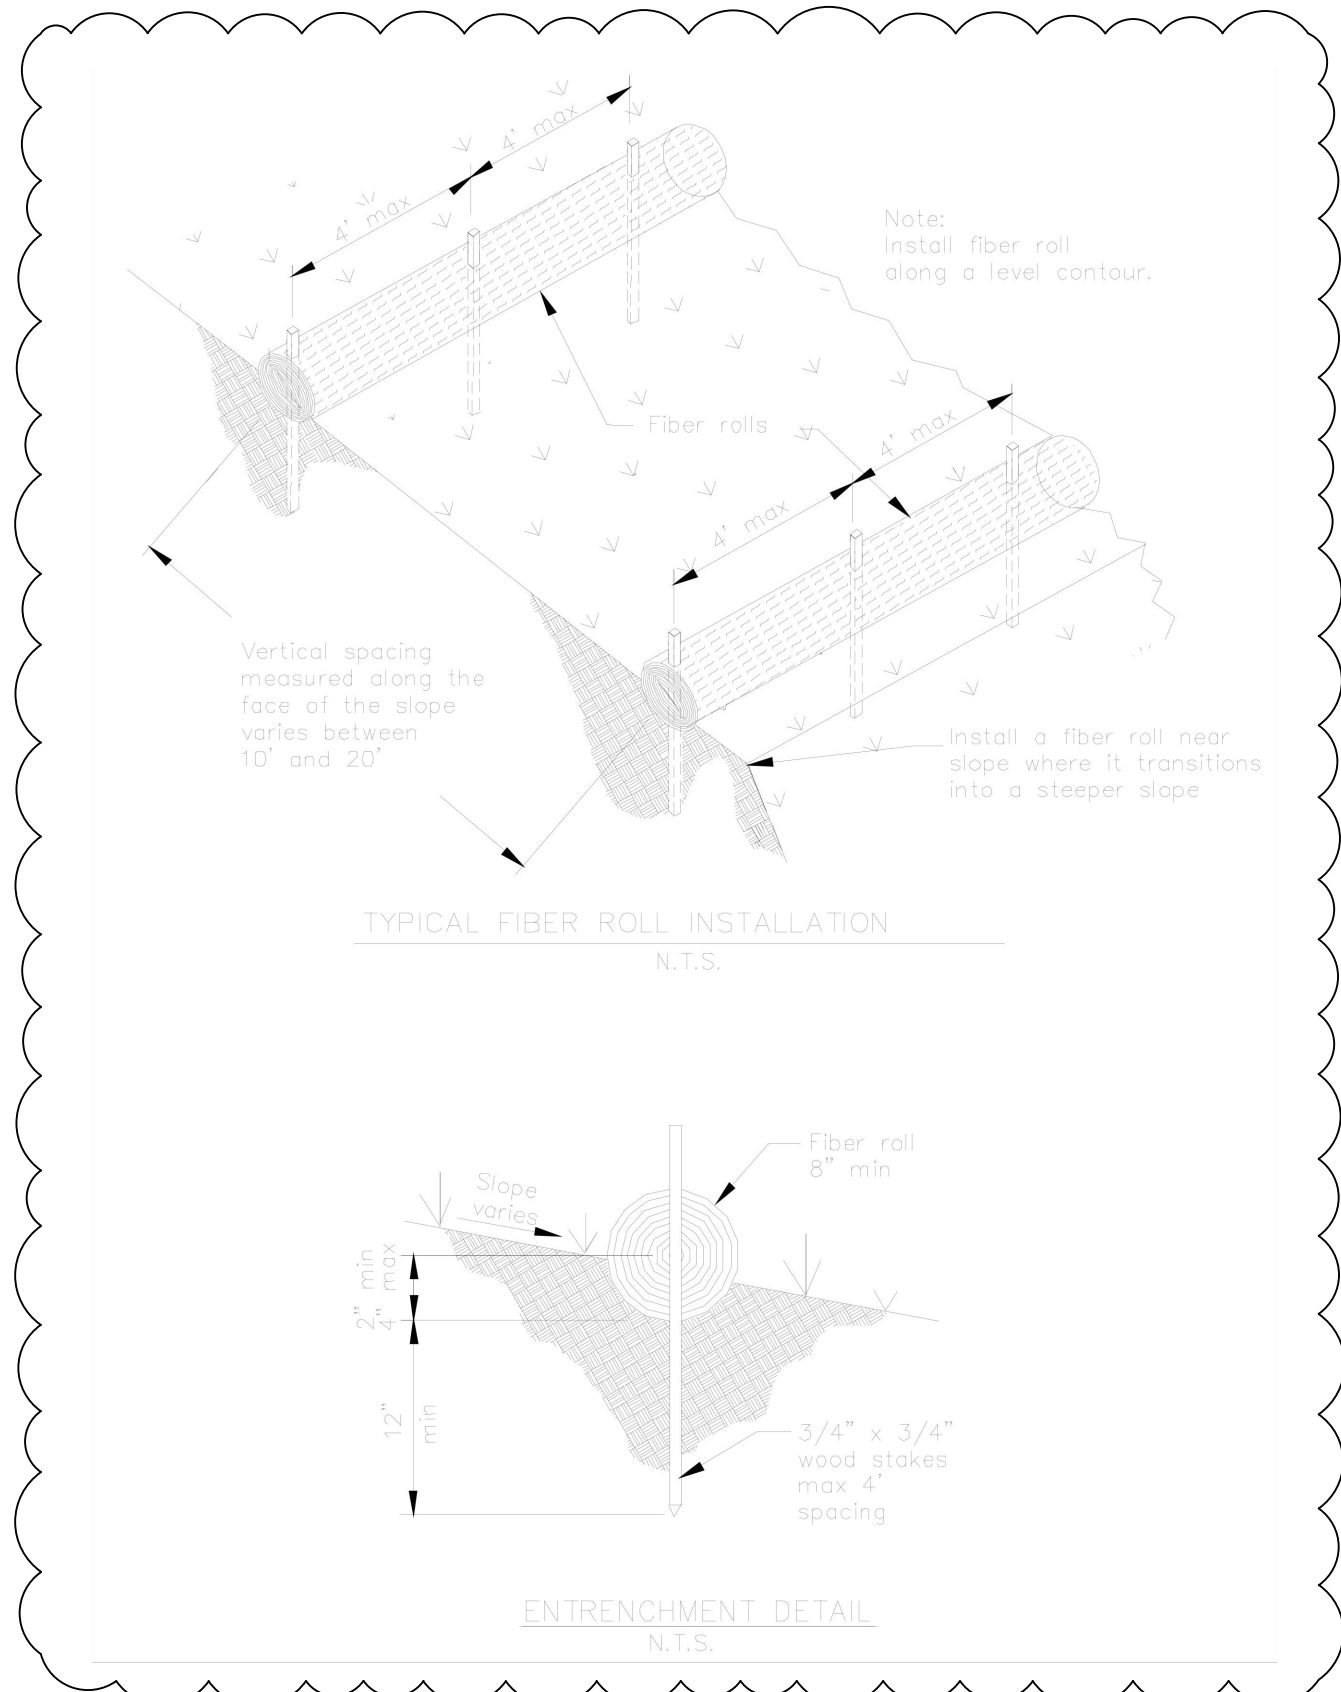 4' max
4' max
Note:
Install fiber roll
along a level contour.
Fiber rolls
4' max
4' max
Vertical spacing
measured along the
face of the slope
varies between
10' and 20'
Install a fiber roll near
slope where it transitions
into a steeper slope
TYPICAL FIBER ROLL INSTALLATION
N.T.S.
Fiber roll
8" min
Slope
varies
2" min
4" max
12"
min
3/4" x 3/4"
wood stakes
max 4'
spacing
ENTRENCHMENT DETAIL
N.T.S.